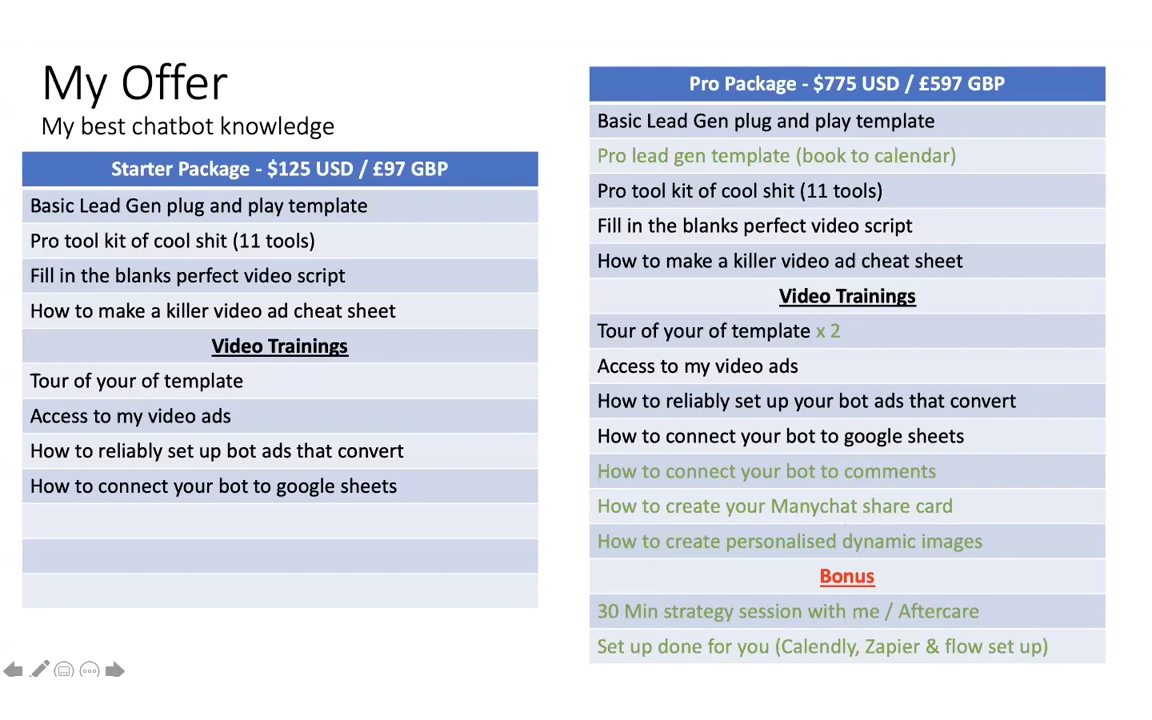 My Offer
My best chatbot knowledge
Starter Package - $125 USD / £97 GBP
Basic Lead Gen plug and play template
Pro tool kit of cool shit (11 tools)
Fill in the blanks perfect video script
How to make a killer video ad cheat sheet
Video Trainings
Tour of your of template
Access to my video ads
How to reliably set up bot ads that convert
How to connect your bot to google sheets
Pro Package - $775 USD / £597 GBP
Basic Lead Gen plug and play template
Pro lead gen template (book to calendar)
Pro tool kit of cool shit (11 tools)
Fill in the blanks perfect video script
How to make a killer video ad cheat sheet
Video Trainings
Tour of your of template x 2
Access to my video ads
How to reliably set up your bot ads that convert
How to connect your bot to google sheets
How to connect your bot to comments
How to create your Manychat share card
How to create personalised dynamic images
Bonus
30 Min strategy session with me / Aftercare
Set up done for you (Calendly, Zapier & flow set up)